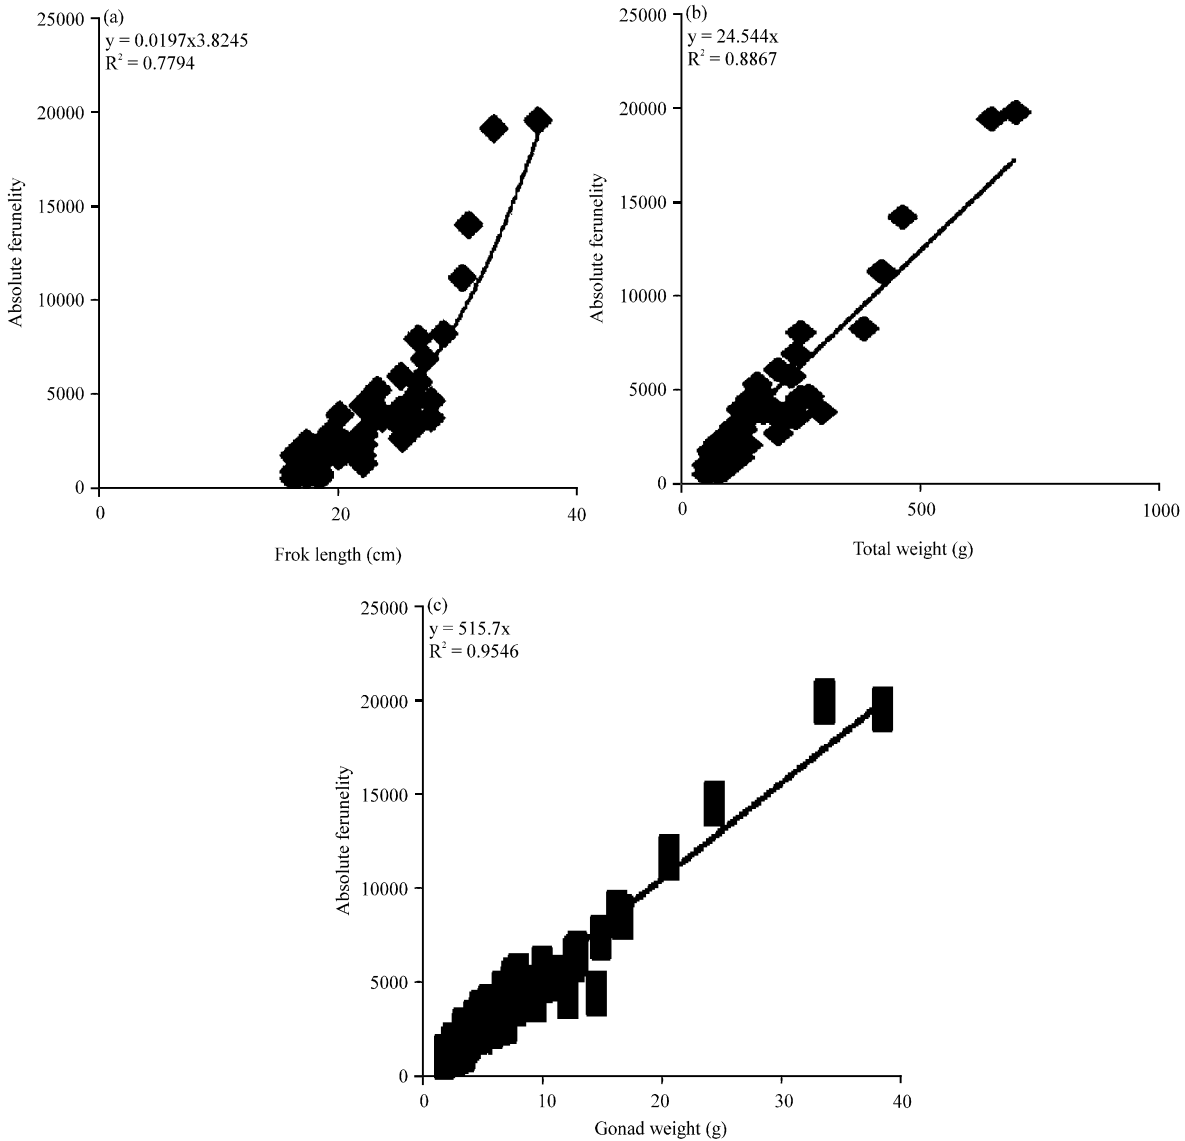 (a)
y = 0.0197x3.8245
R² = 0.7794
25000
20000
15000
10000
5000
0
Absolute ferunelity
0 20 40
Frok length (cm)
(b)
y = 24.544x
R² = 0.8867
25000
20000
15000
10000
5000
0
Absolute ferunelity
0 500 1000
Total weight (g)
(c)
y = 515.7x
R² = 0.9546
25000
20000
15000
10000
5000
0
Absolute ferunelity
0 10 20 30 40
Gonad weight (g)